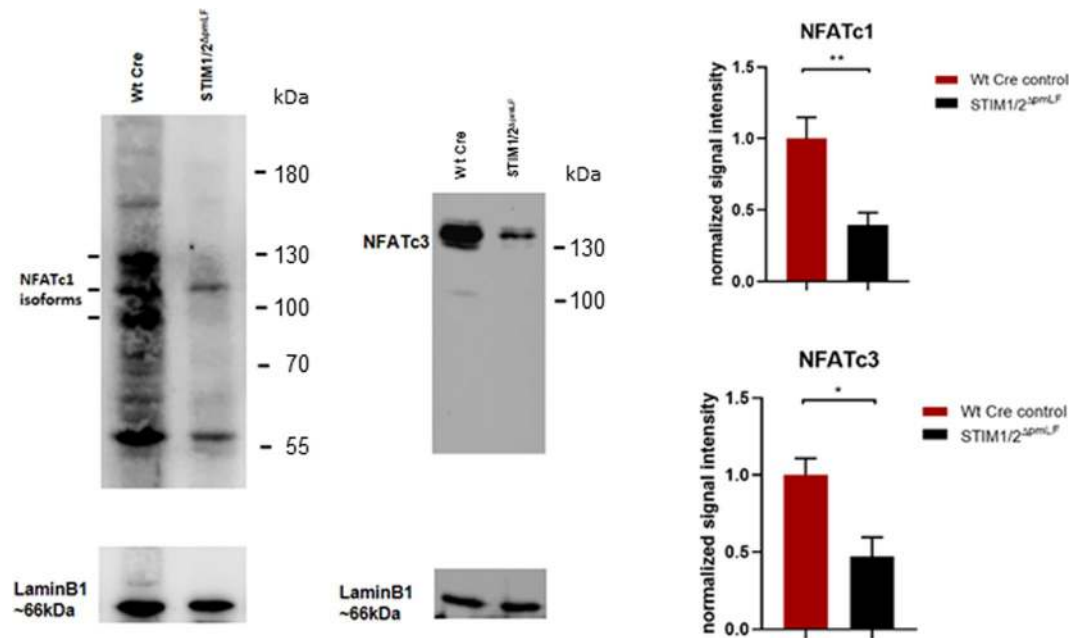 Wt Cre
STIM1/2ΔpmLF
kDa
180
130
100
70
55
NFATc1
isoforms
LaminB1
~66kDa
Wt Cre
STIM1/2ΔpmLF
kDa
NFATc3
130
100
LaminB1
~66kDa
NFATc1
normalized signal intensity
1.5
1.0
0.5
0.0
**
Wt Cre control
STIM1/2ΔpmLF
NFATc3
normalized signal intensity
1.5
1.0
0.5
0.0
*
Wt Cre control
STIM1/2ΔpmLF